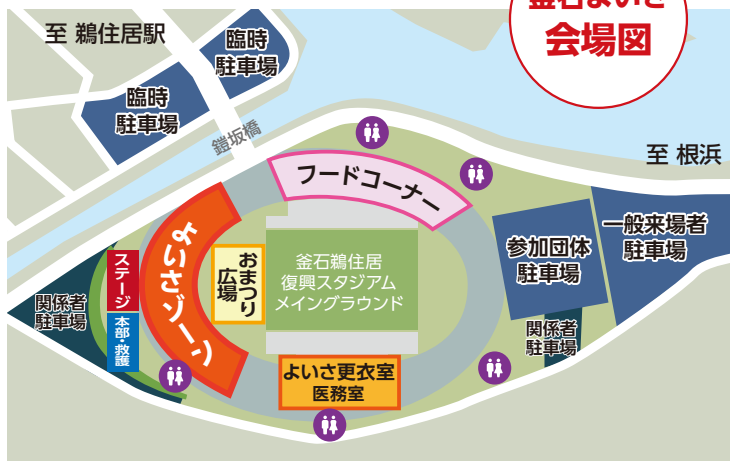 釜石よいさ
会場図
至 鵜住居駅
臨時
駐車場
臨時
駐車場
鎧坂橋
至 根浜
フードコーナー
一般来場者
駐車場
参加団体
駐車場
よいさゾーン
ステージ
本部・救護
おまつり
広場
釜石鵜住居
復興スタジアム
メイングラウンド
関係者
駐車場
関係者
駐車場
よいさ更衣室
医務室